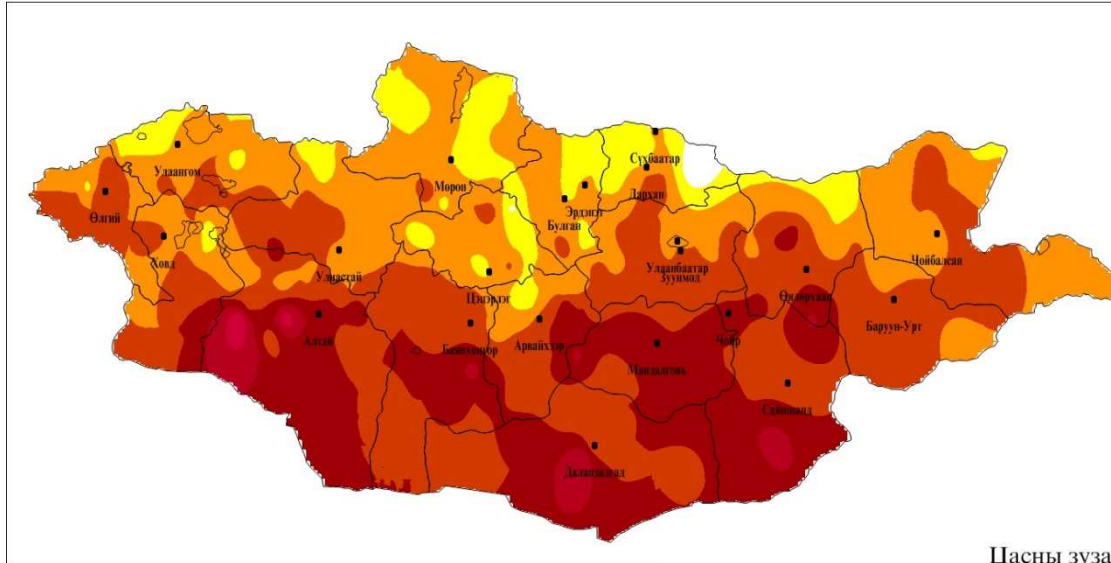 Улаангом
Өлгий
Ховд
Улиастай
Мөрөн
Сүхбаатар
Дархан
Эрдэнэт
Булган
Цэцэрлэг
Улаанбаатар
Зуунмод
Өндөрхаан
Чойбалсан
Баруун-Урт
Алтай
Баянхонгор
Арвайхээр
Чойр
Мандалговь
Сайншанд
Даланзадгад
Цасны зуза